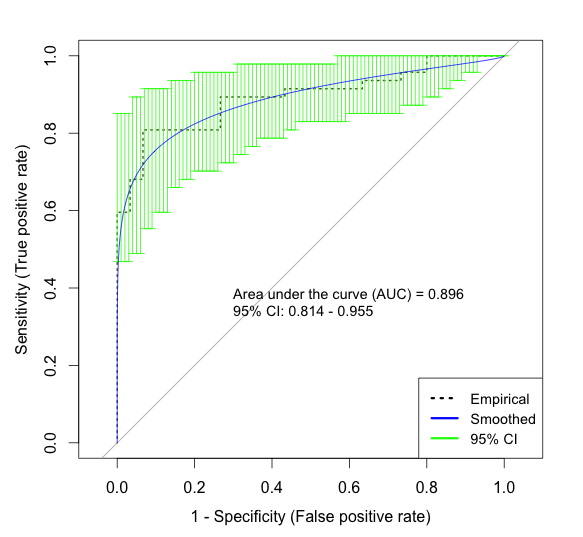 1.0
0.8
0.6
0.4
0.2
0.0
Sensitivity (True positive rate)
Area under the curve (AUC) = 0.896
95% CI: 0.814 - 0.955
Empirical
Smoothed
95% CI
0.0 0.2 0.4 0.6 0.8 1.0
1 - Specificity (False positive rate)